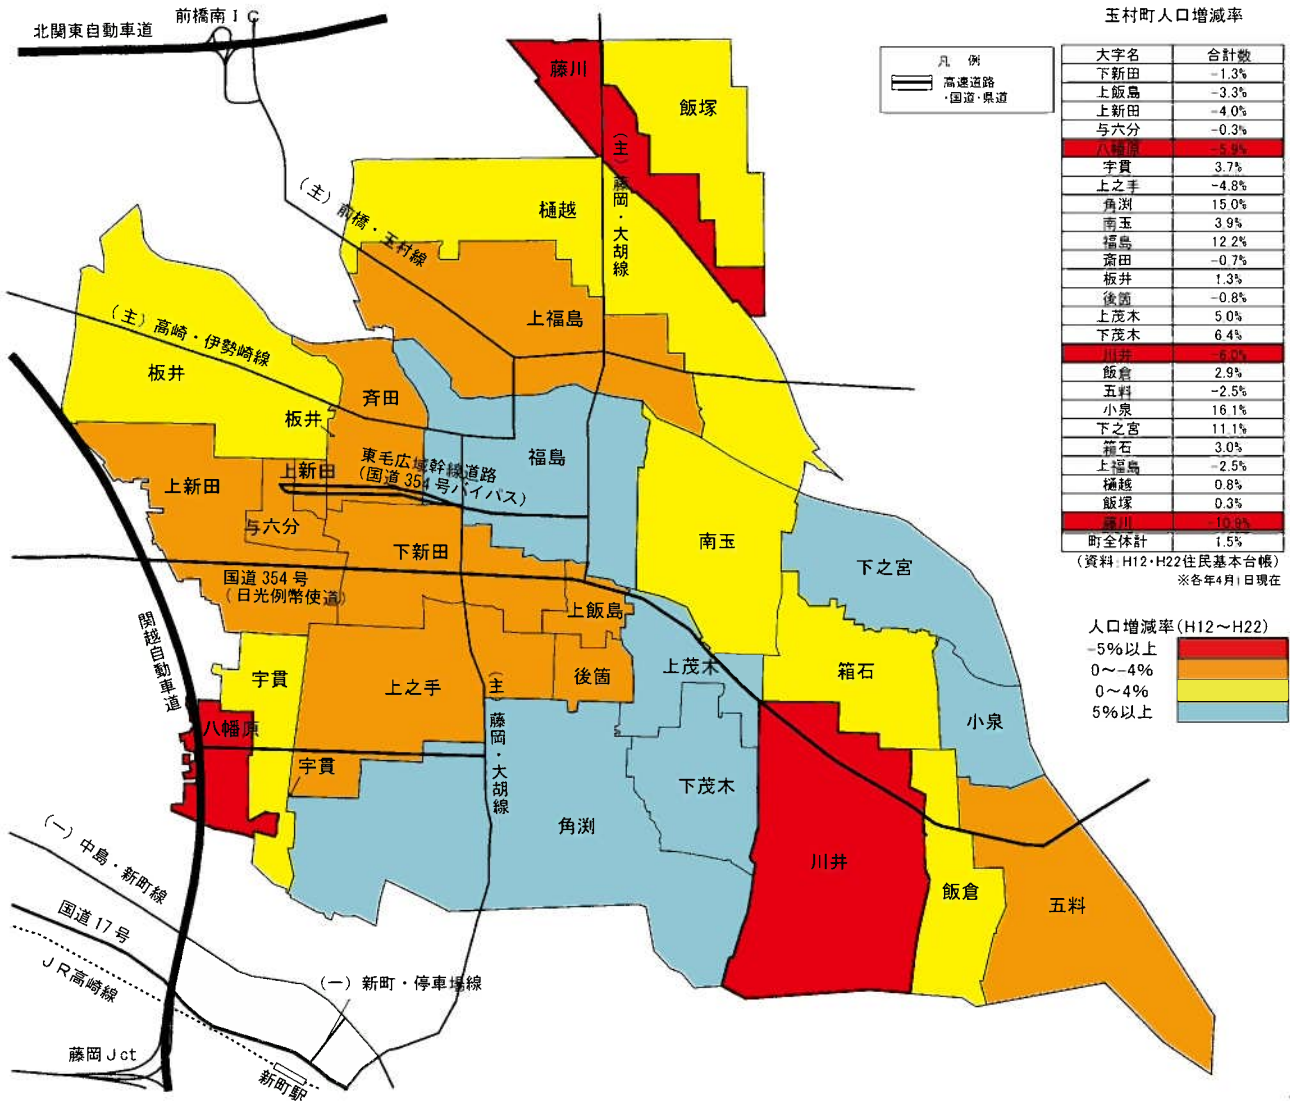 玉村町人口増減率
大字名 合計数
下新田 -1.3%
上飯島 -3.3%
上新田 -4.0%
与六分 -0.3%
八幡原 -5.9%
宇貫 3.7%
上之手 -4.8%
角渕 15.0%
南玉 3.9%
福島 12.2%
斎田 -0.7%
板井 1.3%
後箇 -0.8%
上茂木 5.0%
下茂木 6.4%
川井 -6.0%
飯倉 2.9%
五料 -2.5%
小泉 16.1%
下之宮 11.1%
箱石 3.0%
上福島 -2.5%
樋越 0.8%
飯塚 0.3%
藤川 -10.9%
町全体計 1.5%
(資料:H12・H22住民基本台帳)
※各年4月1日現在
人口増減率(H12～H22)
-5%以上
0～-4%
0～4%
5%以上
凡 例
高速道路
・国道・県道
前橋南IC
北関東自動車道
藤川
飯塚
(主)藤岡・大胡線
(主)前橋・玉村線
樋越
上福島
(主)高崎・伊勢崎線
板井
斉田
板井
福島
東毛広域幹線道路
(国道354号バイパス)
上新田
上新田
与六分
下新田
南玉
下之宮
国道354号
(日光例幣使道)
上飯島
関越自動車道
宇貫
上之手
後箇
上茂木
箱石
八幡原
(主)藤岡・大胡線
小泉
宇貫
下茂木
角渕
川井
飯倉
五料
(一)中島・新町線
国道17号
JR高崎線
(一)新町・停車場線
藤岡Jct
新町駅